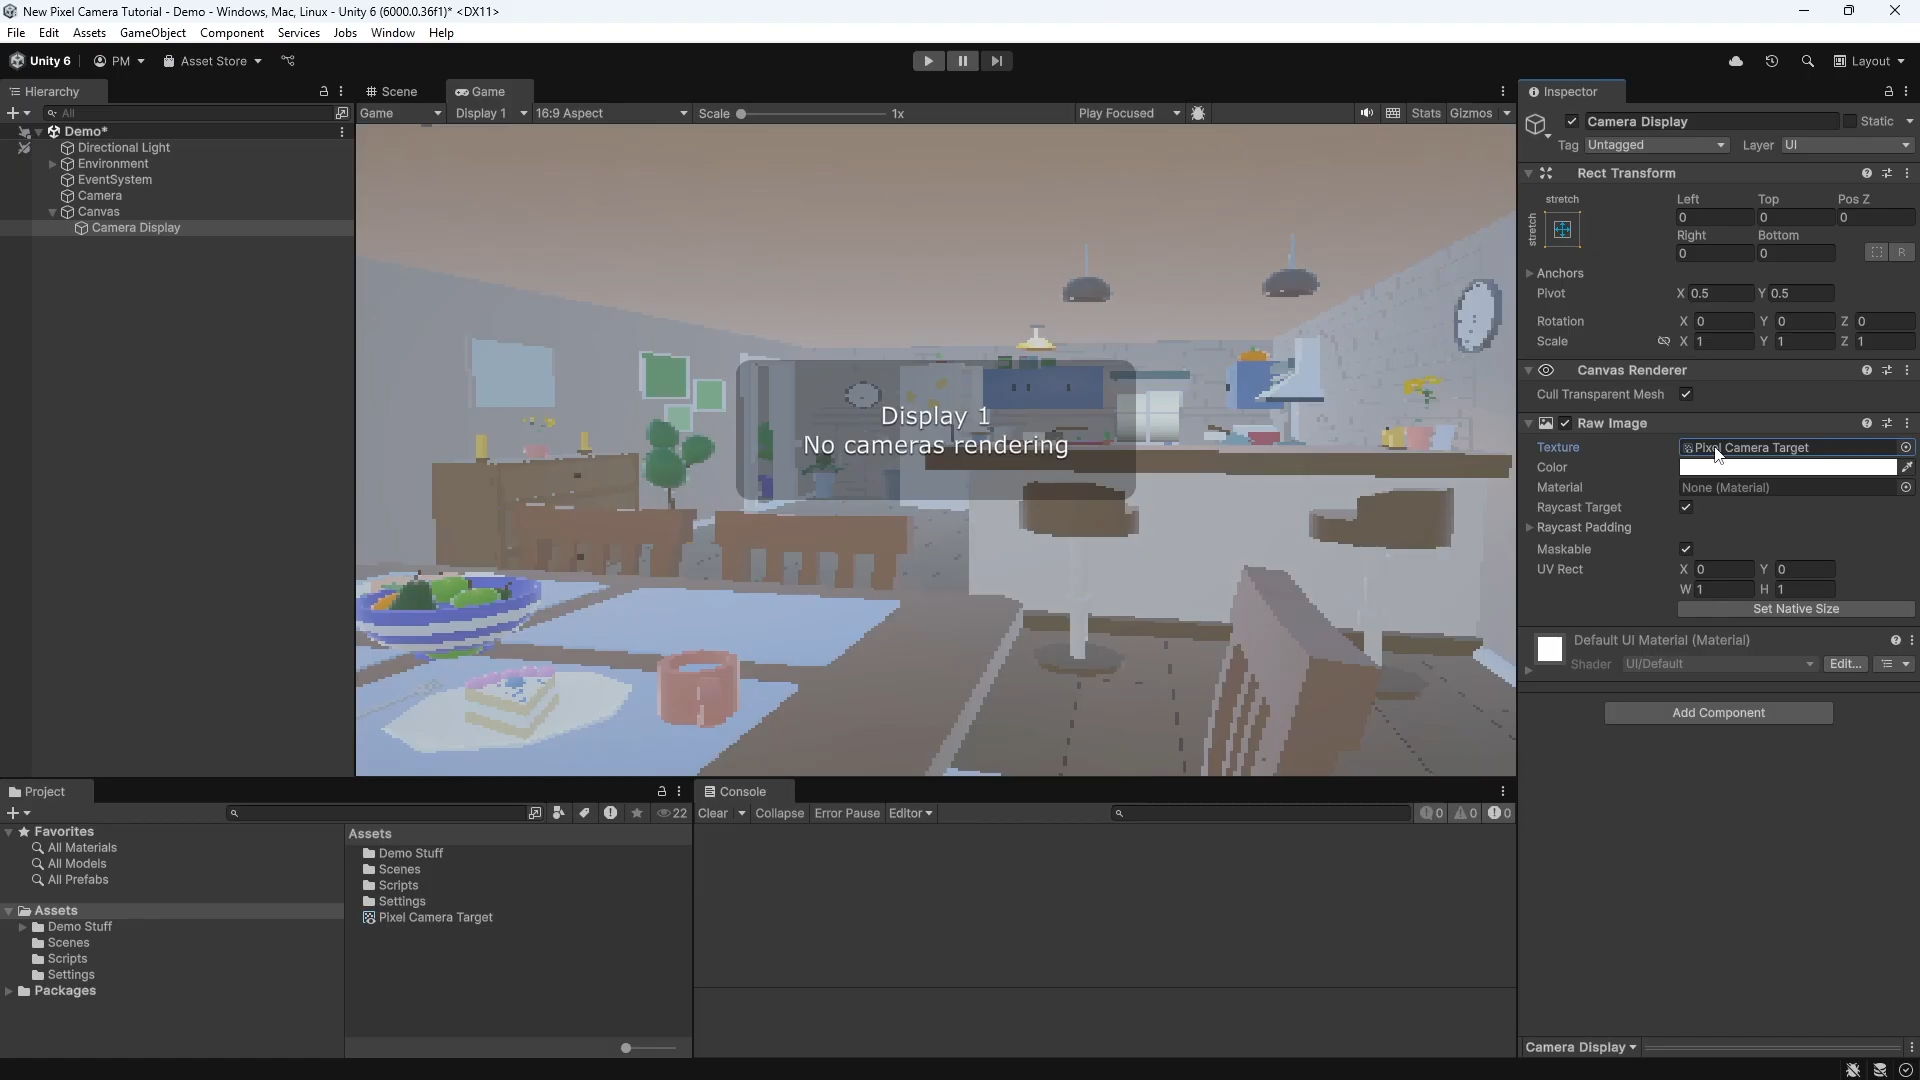 New Pixel Camera Tutorial - Demo - Windows, Mac, Linux - Unity 6 (6000.0.36f1)* <DX11>
File Edit Assets GameObject Component Services Jobs Window Help
Unity 6 PM Asset Store Layout
Hierarchy
All
Demo*
Directional Light
Environment
EventSystem
Camera
Canvas
Camera Display
Scene Game
Game Display 1 16:9 Aspect Scale 1x Play Focused Stats Gizmos
Display 1
No cameras rendering
Inspector
Camera Display Static
Tag Untagged Layer UI
Rect Transform
stretch Left Top Pos Z
stretch 0 0 0
Right Bottom
0 0 R
Anchors
Pivot X 0.5 Y 0.5
Rotation X 0 Y 0 Z 0
Scale X 1 Y 1 Z 1
Canvas Renderer
Cull Transparent Mesh
Raw Image
Texture Pixel Camera Target
Color
Material None (Material)
Raycast Target
Raycast Padding
Maskable
UV Rect X 0 Y 0
W 1 H 1
Set Native Size
Default UI Material (Material)
Shader UI/Default Edit...
Add Component
Camera Display
Project
22
Favorites
All Materials
All Models
All Prefabs
Assets
Demo Stuff
Scenes
Scripts
Settings
Packages
Assets
Demo Stuff
Scenes
Scripts
Settings
Pixel Camera Target
Console
Clear Collapse Error Pause Editor 0 0 0